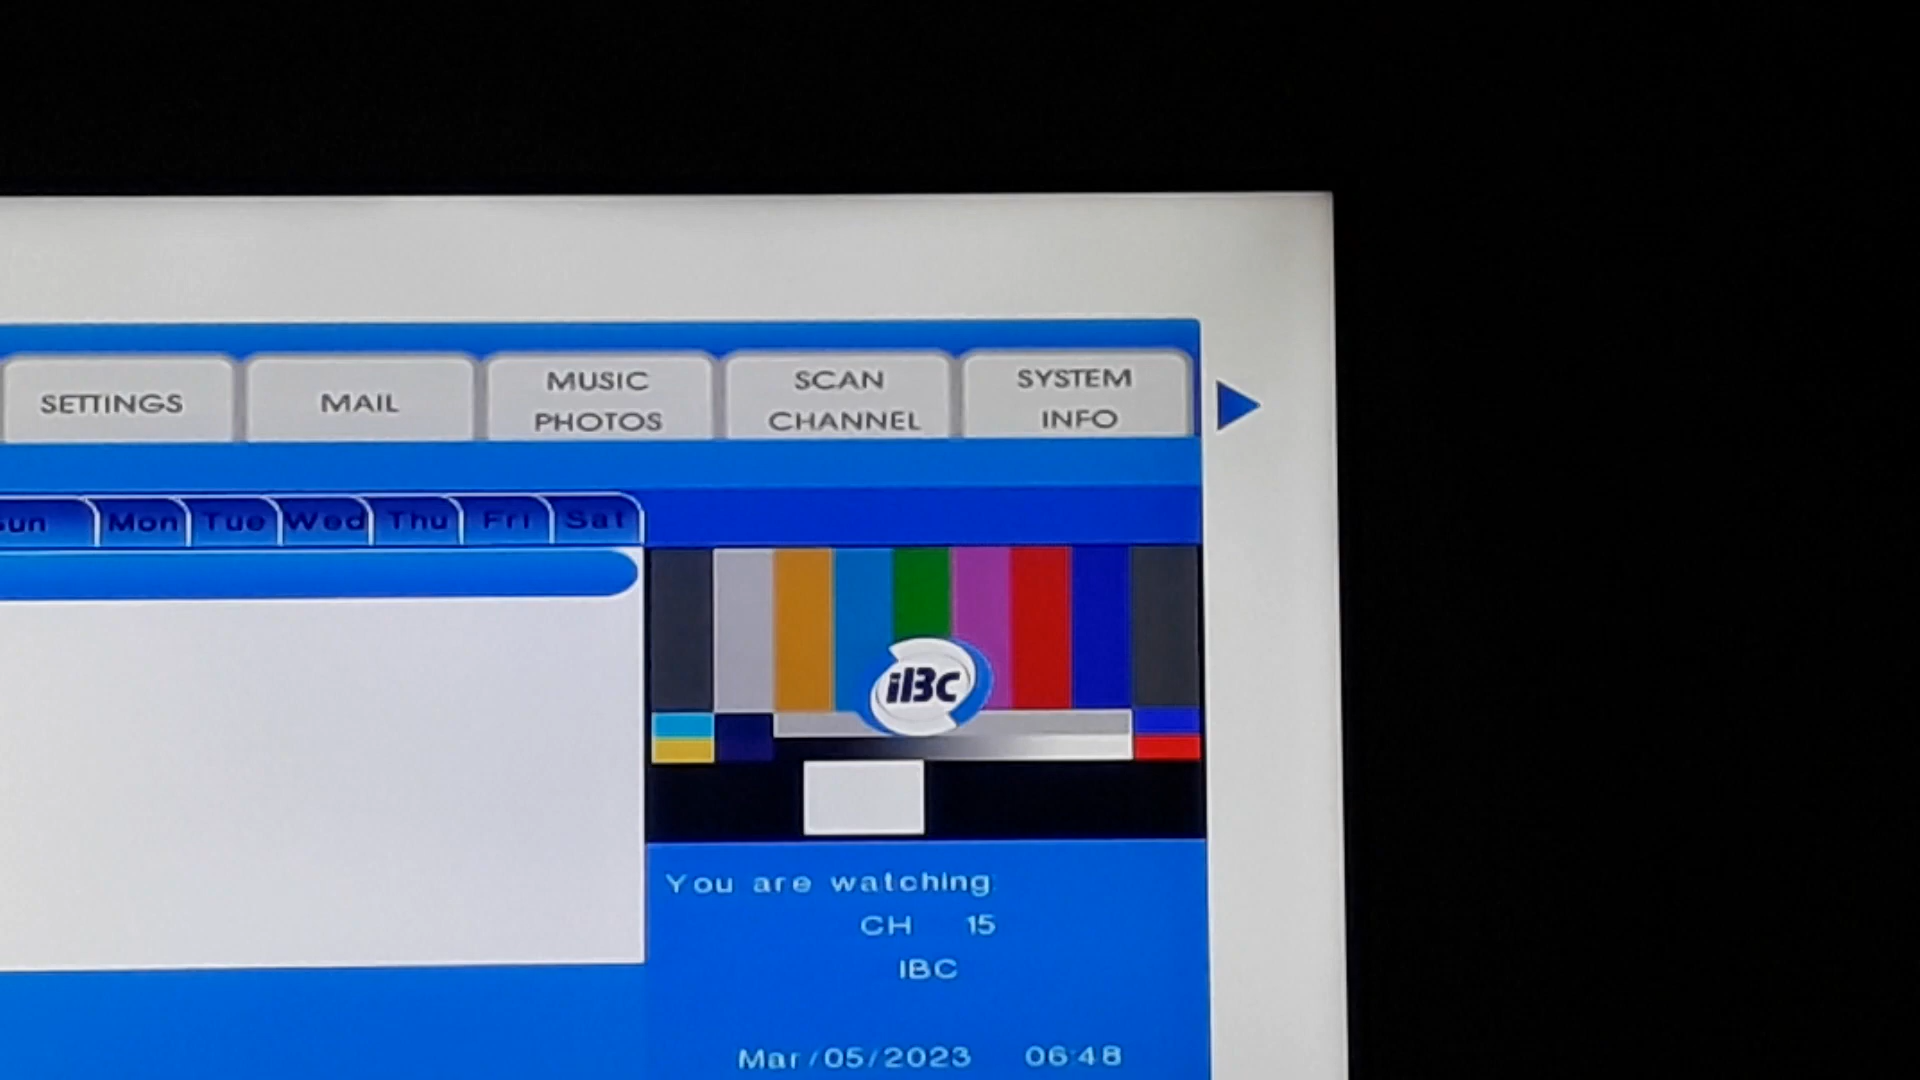 SETTINGS
MAIL
MUSIC
PHOTOS
SCAN
CHANNEL
SYSTEM
INFO
Sun Mon Tue Wed Thu Fri Sat
iBC
You are watching:
CH 15
IBC
Mar/05/2023 06:48